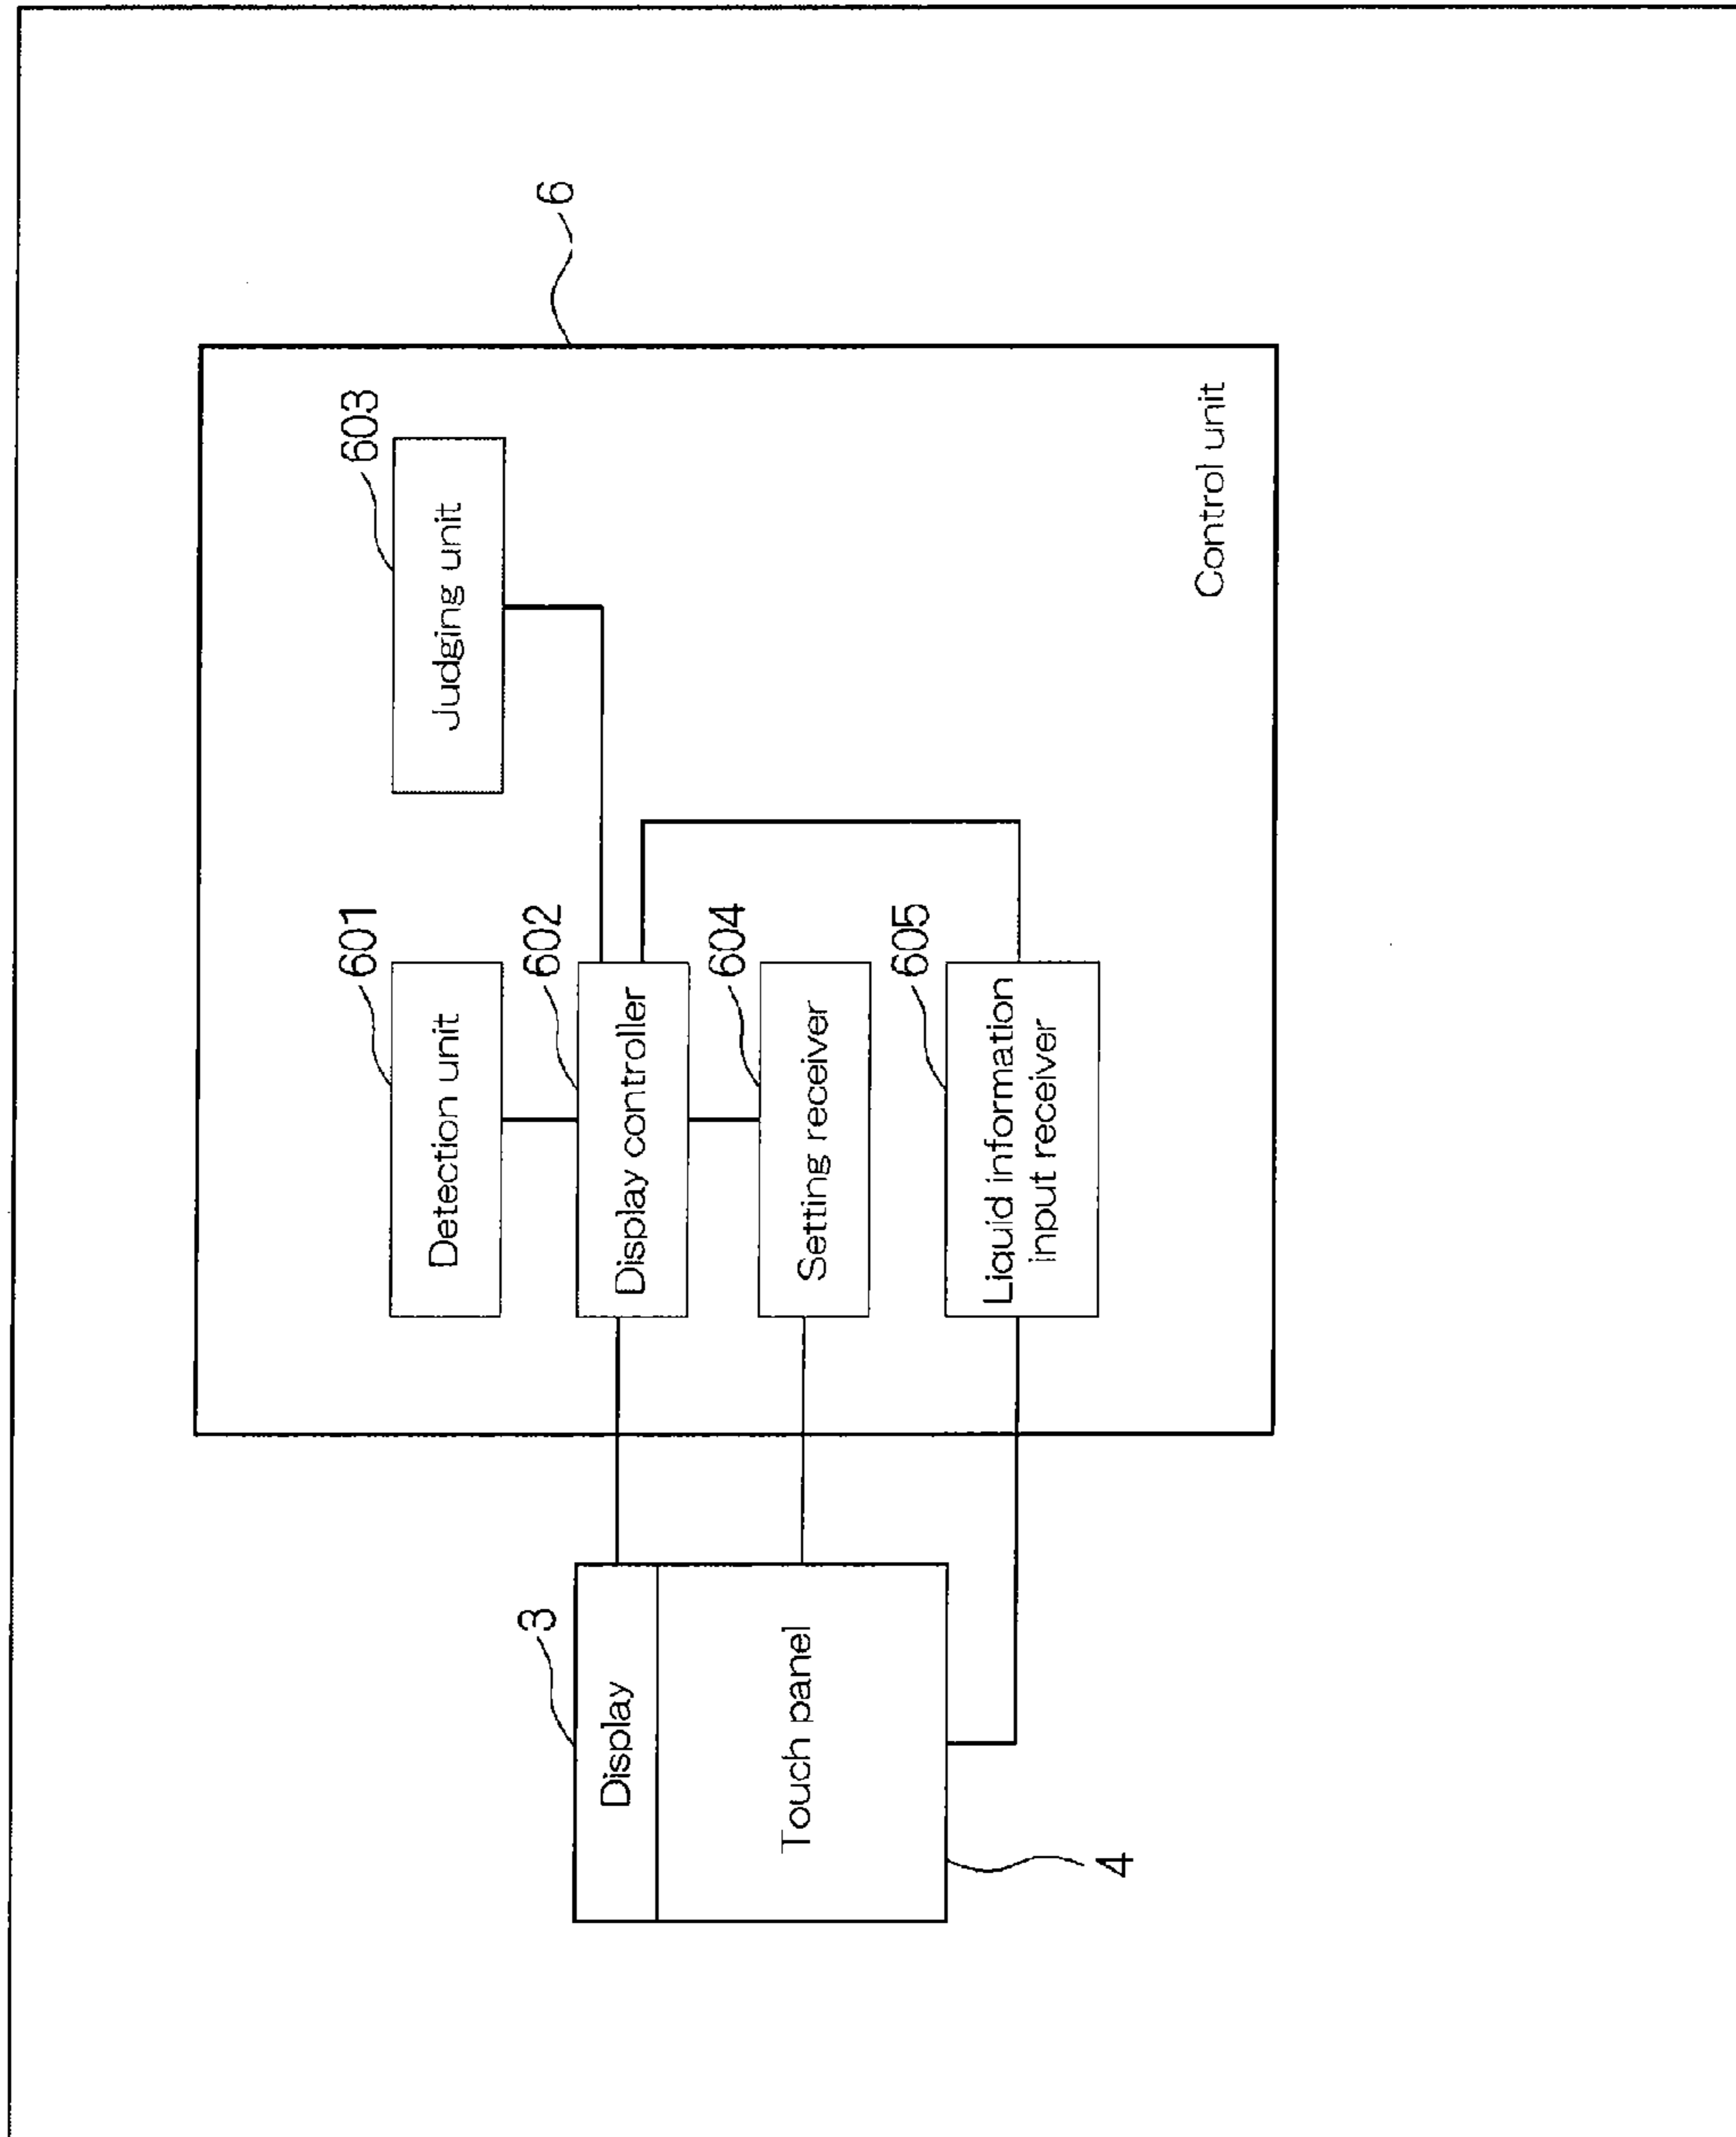 6
601
Detection unit
603
Judging unit
3
Display
602
Display controller
604
Touch panel
Setting receiver
4
605
Liquid information
input receiver
Control unit